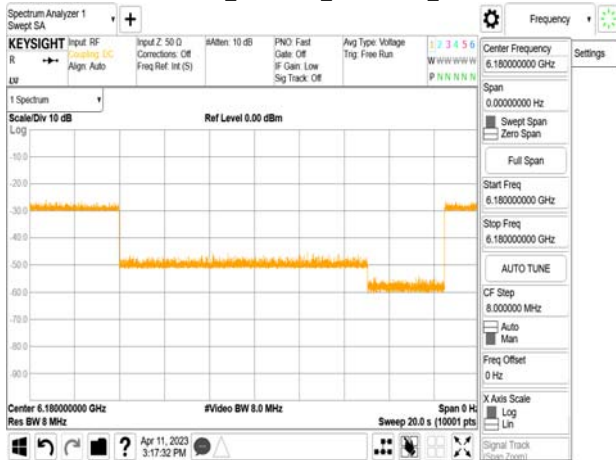 Spectrum Analyzer 1
Swept SA
+
Frequency
KEYSIGHT
R
Input: RF
Coupling: DC
Align: Auto
Input Z: 50 Ω
Corrections: Off
Freq Ref: Int (S)
#Atten: 10 dB
PNO: Fast
Gate: Off
IF Gain: Low
Sig Track: Off
Avg Type: Voltage
Trig: Free Run
1 2 3 4 5 6
W W W W W W
P N N N N N
1 Spectrum
Scale/Div 10 dB
Ref Level 0.00 dBm
Log
-10.0
-20.0
-30.0
-40.0
-50.0
-60.0
-70.0
-80.0
-90.0
Center 6.180000000 GHz
#Video BW 8.0 MHz
Span 0 Hz
Res BW 8 MHz
Sweep 20.0 s (10001 pts
Apr 11, 2023
3:17:32 PM
Settings
Center Frequency
6.180000000 GHz
Span
0.00000000 Hz
Swept Span
Zero Span
Full Span
Start Freq
6.180000000 GHz
Stop Freq
6.180000000 GHz
AUTO TUNE
CF Step
8.000000 MHz
Auto
Man
Freq Offset
0 Hz
X Axis Scale
Log
Lin
Signal Track
(Span Zoom)